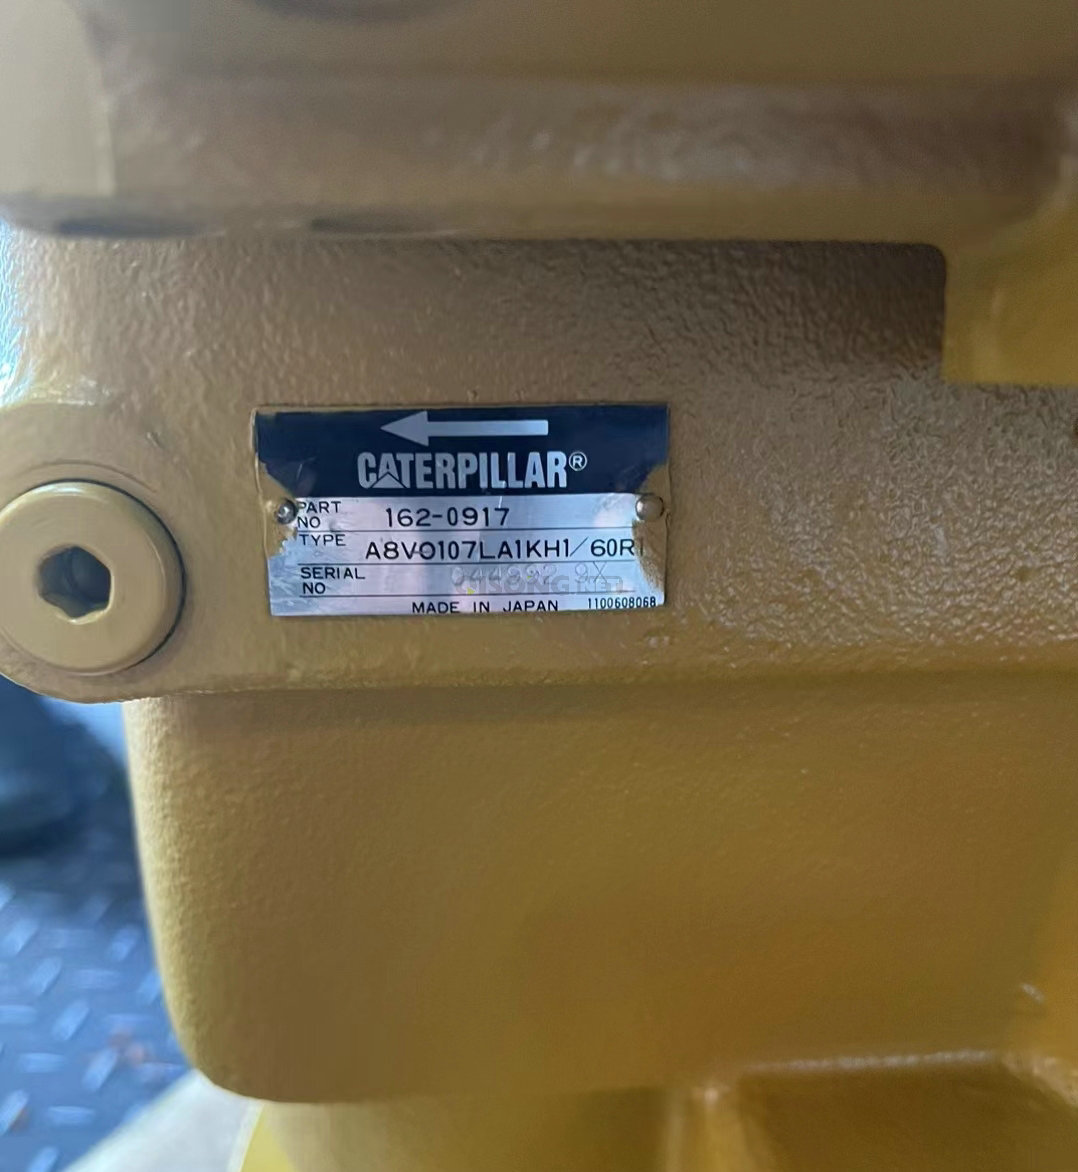 CATERPILLAR®
PART NO 162-0917
TYPE A8VO107LA1KH1/60R1
SERIAL NO
MADE IN JAPAN 1100608068